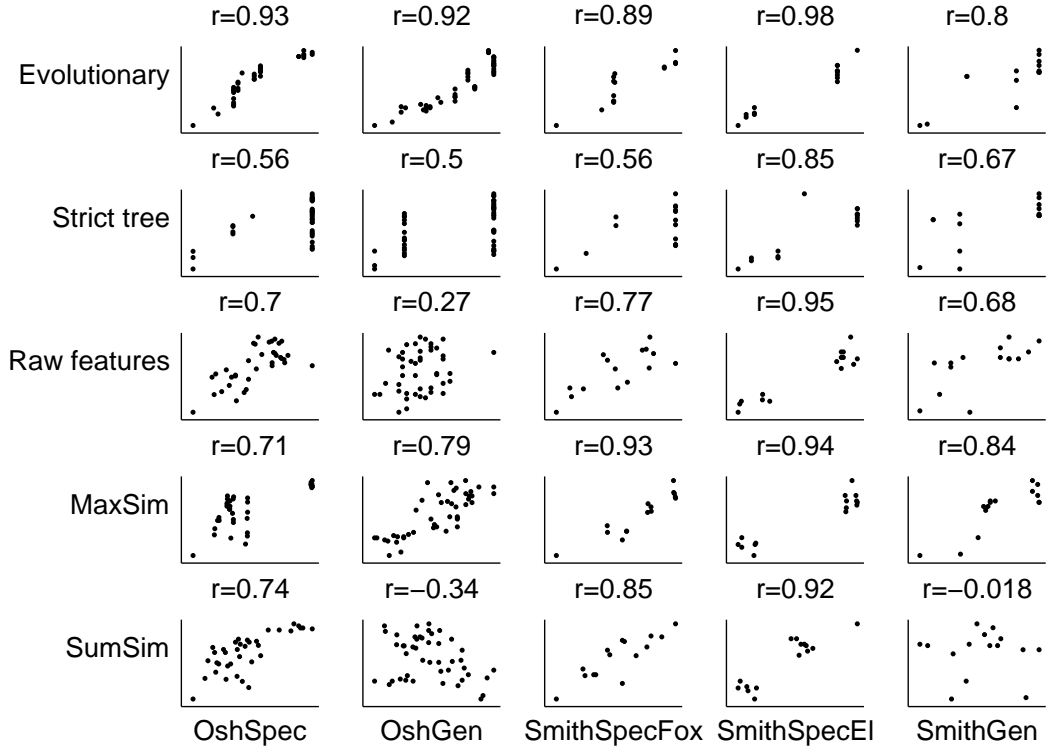 r=0.93 r=0.92 r=0.89 r=0.98 r=0.8
Evolutionary
r=0.56 r=0.5 r=0.56 r=0.85 r=0.67
Strict tree
r=0.7 r=0.27 r=0.77 r=0.95 r=0.68
Raw features
r=0.71 r=0.79 r=0.93 r=0.94 r=0.84
MaxSim
r=0.74 r=−0.34 r=0.85 r=0.92 r=−0.018
SumSim
OshSpec OshGen SmithSpecFox SmithSpecEl SmithGen